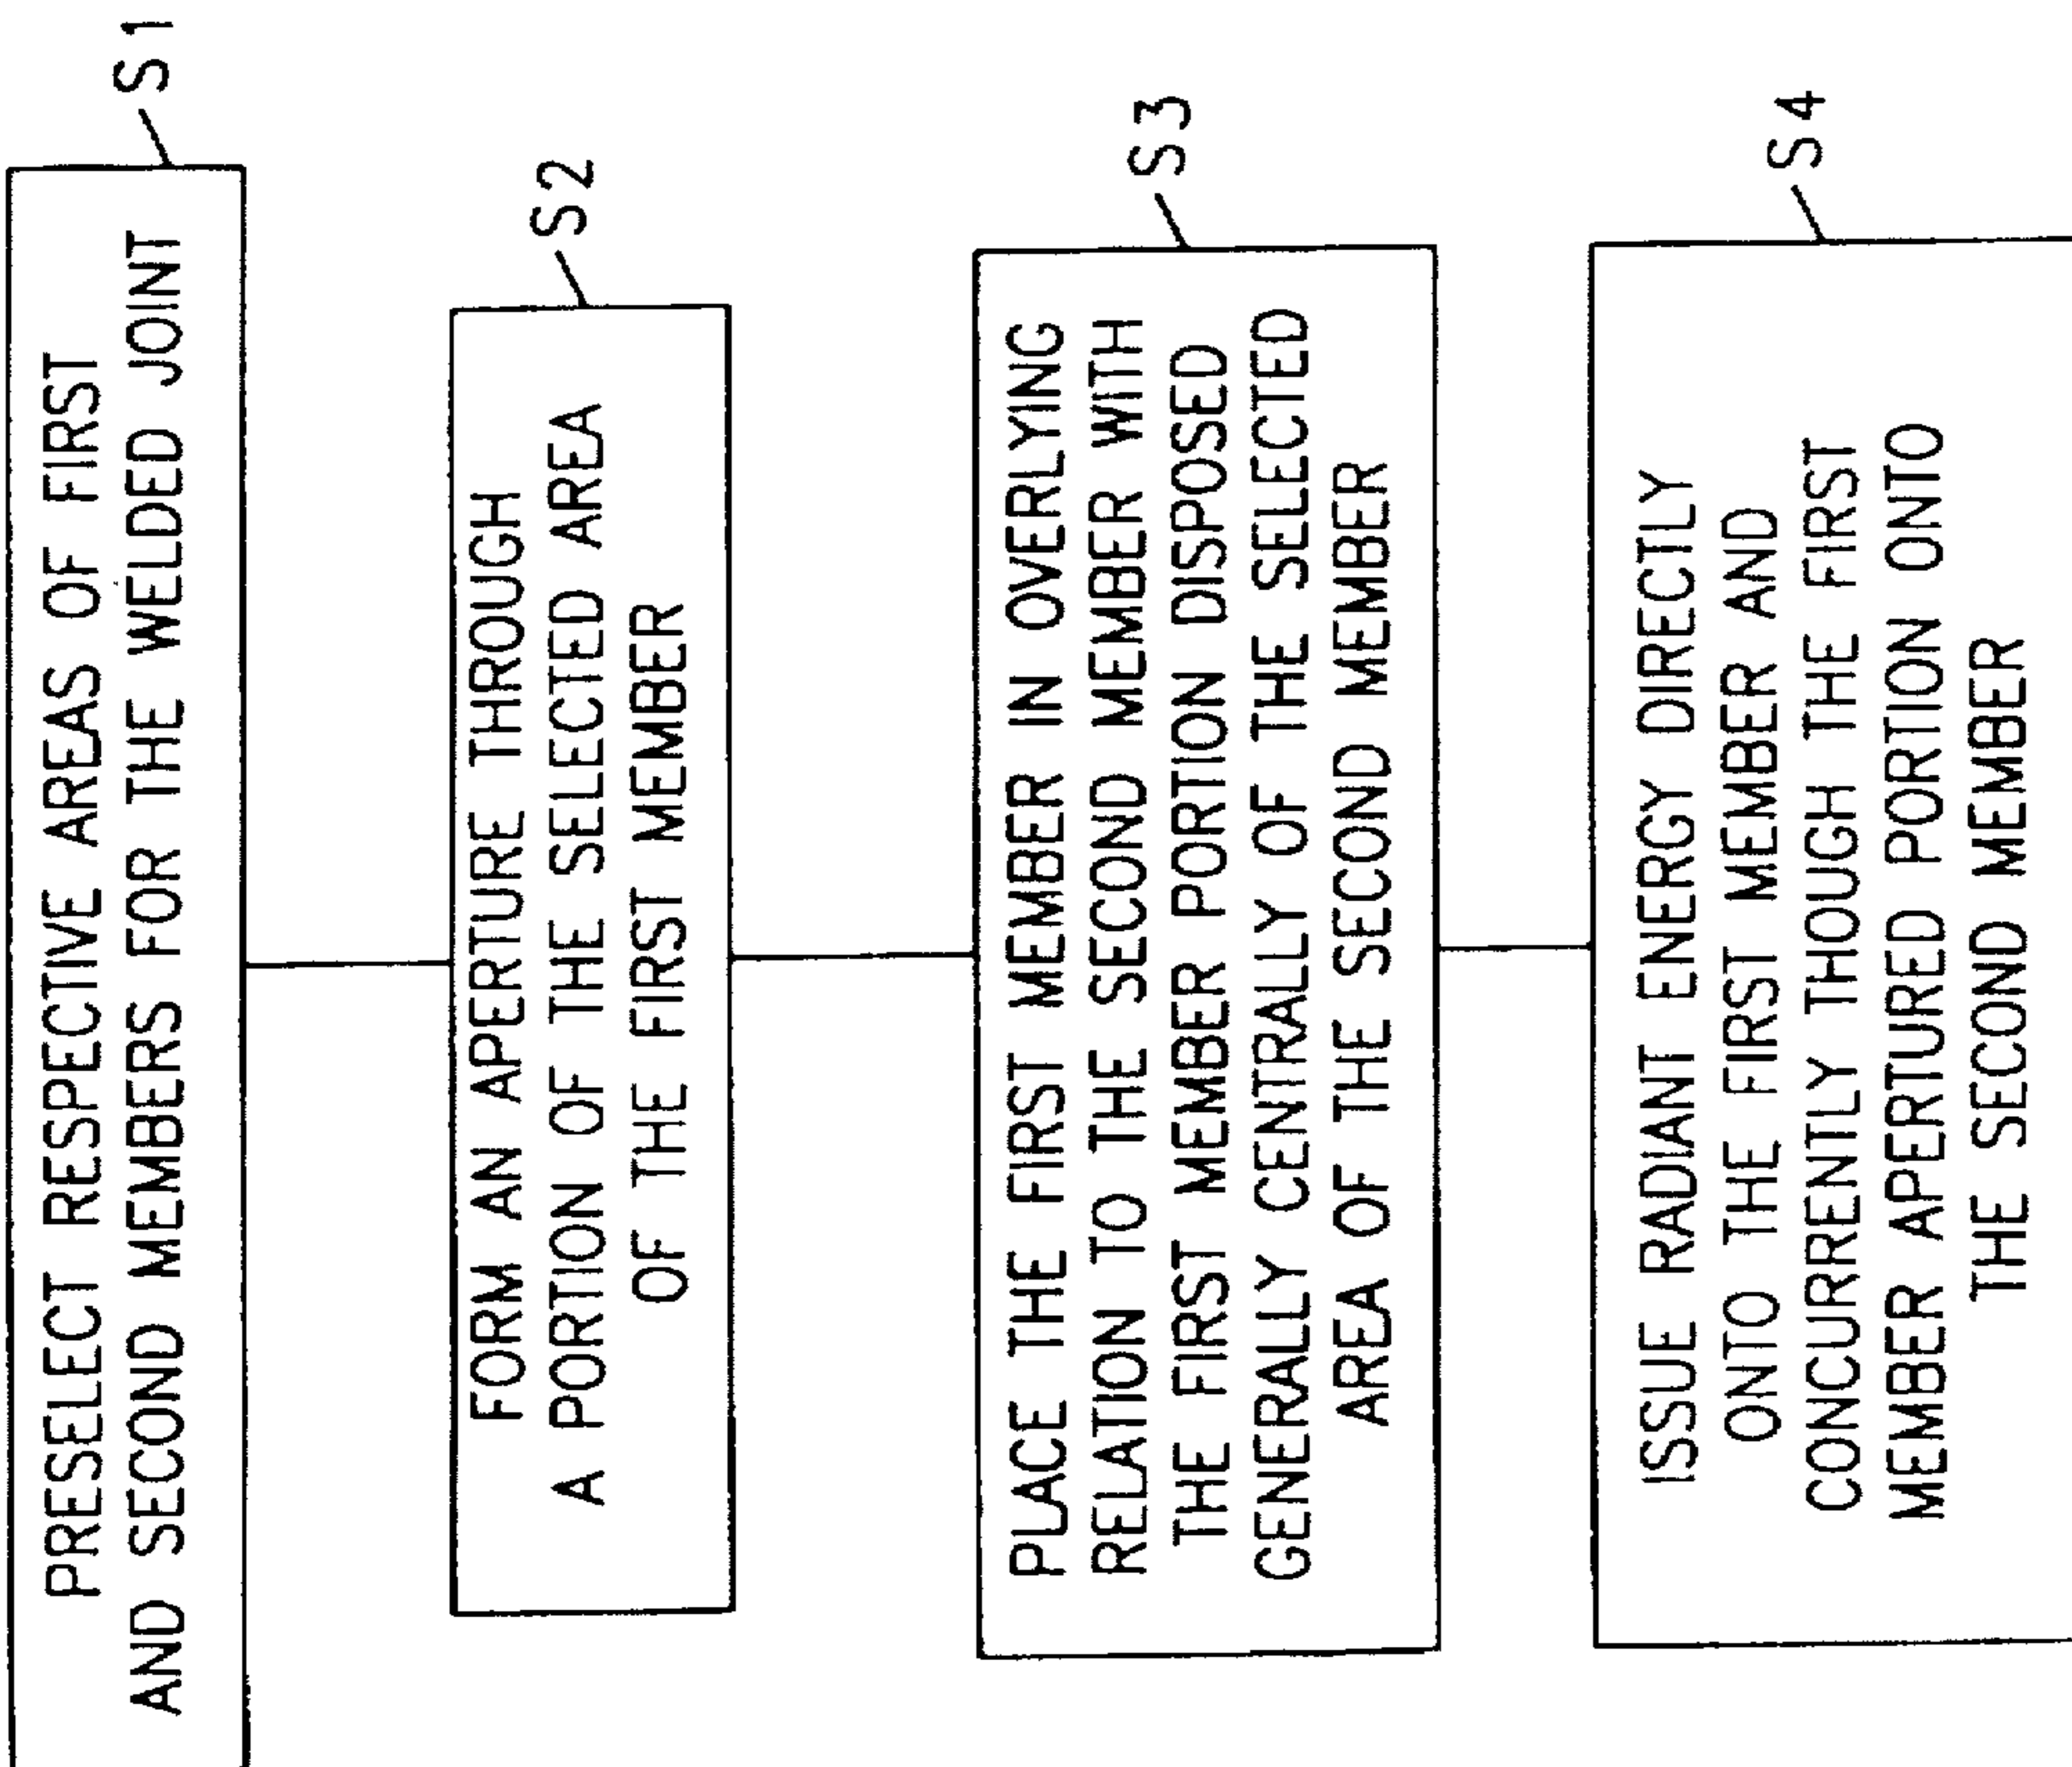 PRESELECT RESPECTIVE AREAS OF FIRST
AND SECOND MEMBERS FOR THE WELDED JOINT
S1
FORM AN APERTURE THROUGH
A PORTION OF THE SELECTED AREA
OF THE FIRST MEMBER
S2
PLACE THE FIRST MEMBER IN OVERLYING
RELATION TO THE SECOND MEMBER WITH
THE FIRST MEMBER PORTION DISPOSED
GENERALLY CENTRALLY OF THE SELECTED
AREA OF THE SECOND MEMBER
S3
ISSUE RADIANT ENERGY DIRECTLY
ONTO THE FIRST MEMBER AND
CONCURRENTLY THOUGH THE FIRST
MEMBER APERTURED PORTION ONTO
THE SECOND MEMBER
S4